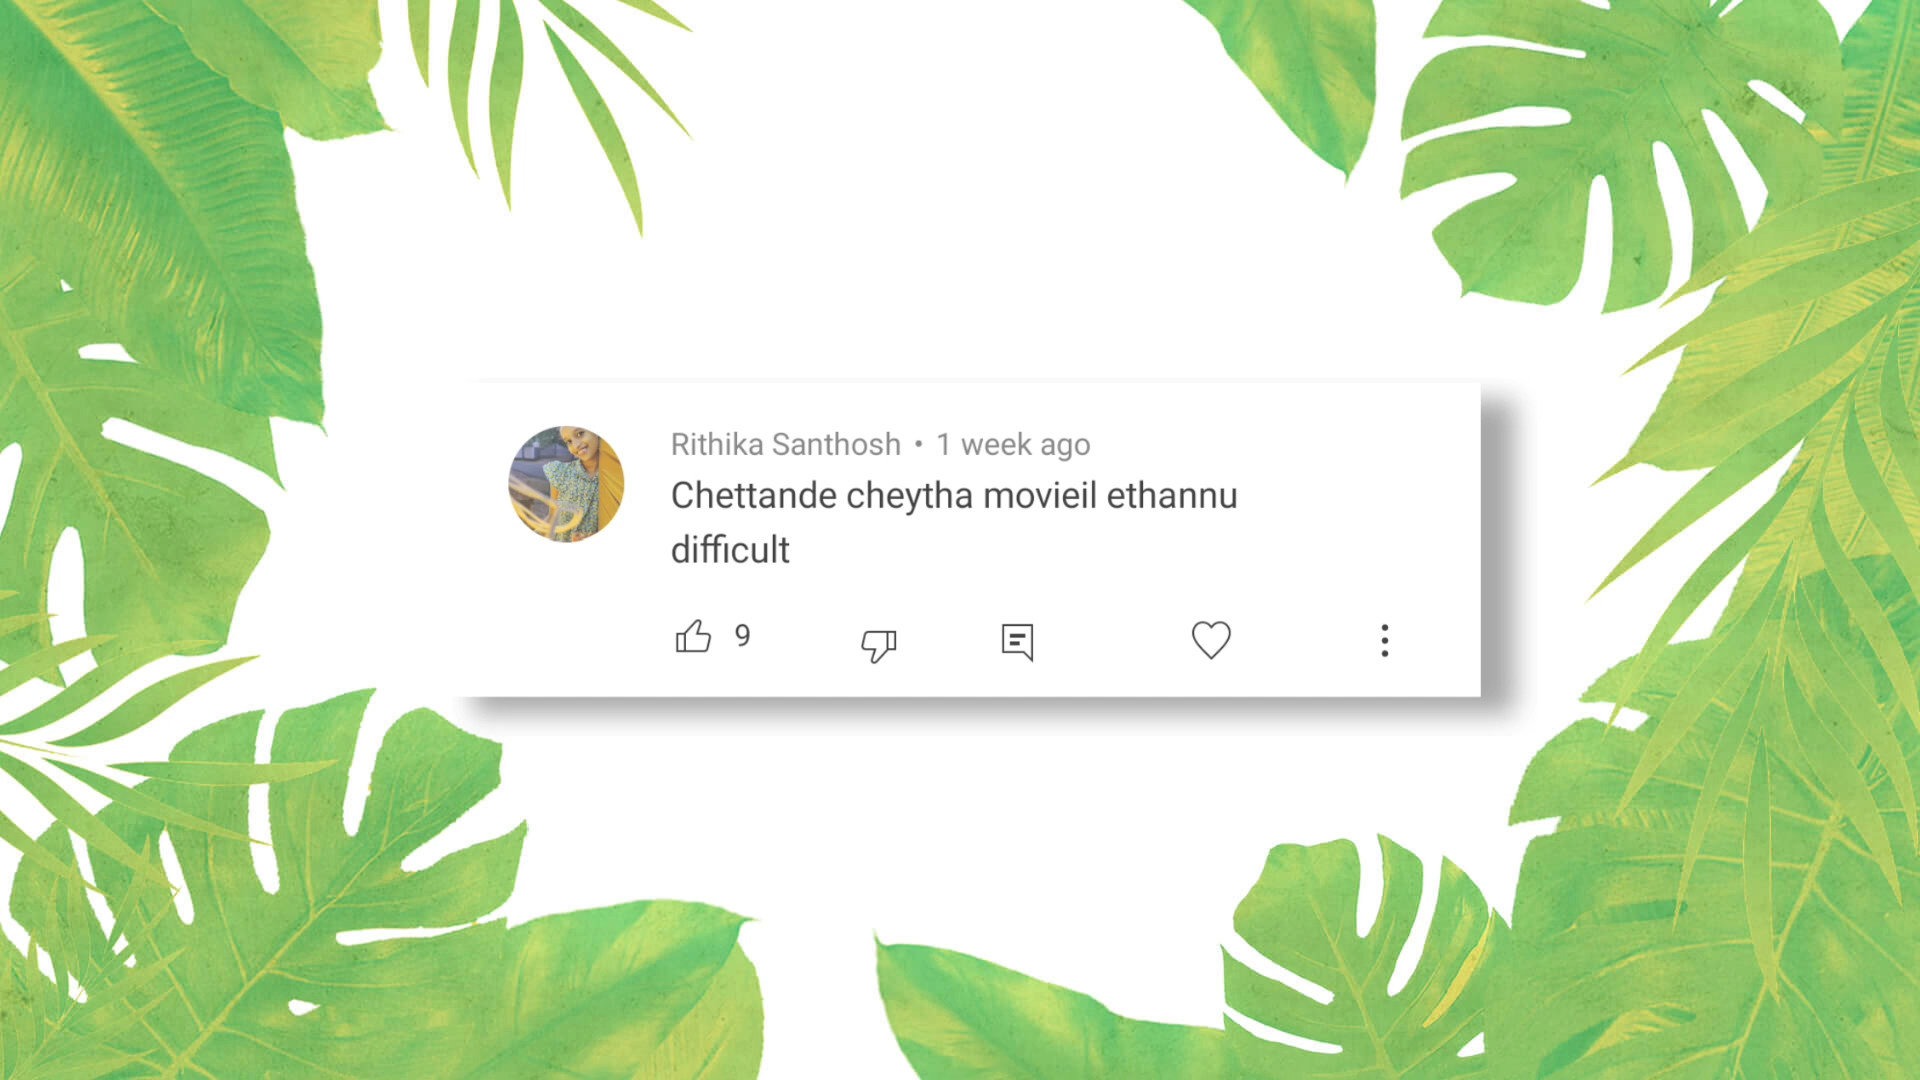 Rithika Santhosh • 1 week ago
Chettande cheytha movieil ethannu
difficult
9